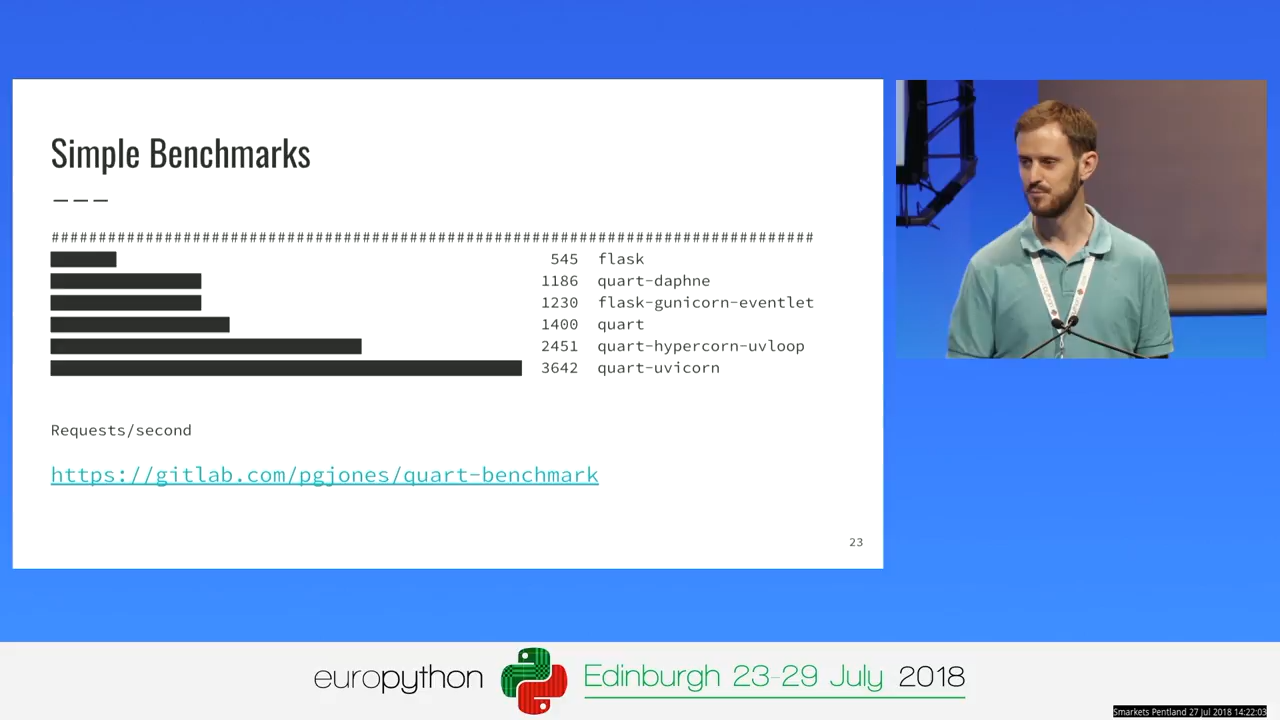 Simple Benchmarks
———
#################################################################################
545 flask
1186 quart-daphne
1230 flask-gunicorn-eventlet
1400 quart
2451 quart-hypercorn-uvloop
3642 quart-uvicorn
Requests/second
https://gitlab.com/pgjones/quart-benchmark
23
europython Edinburgh 23-29 July 2018
Smarkets Pentland 27 Jul 2018 14:22:03